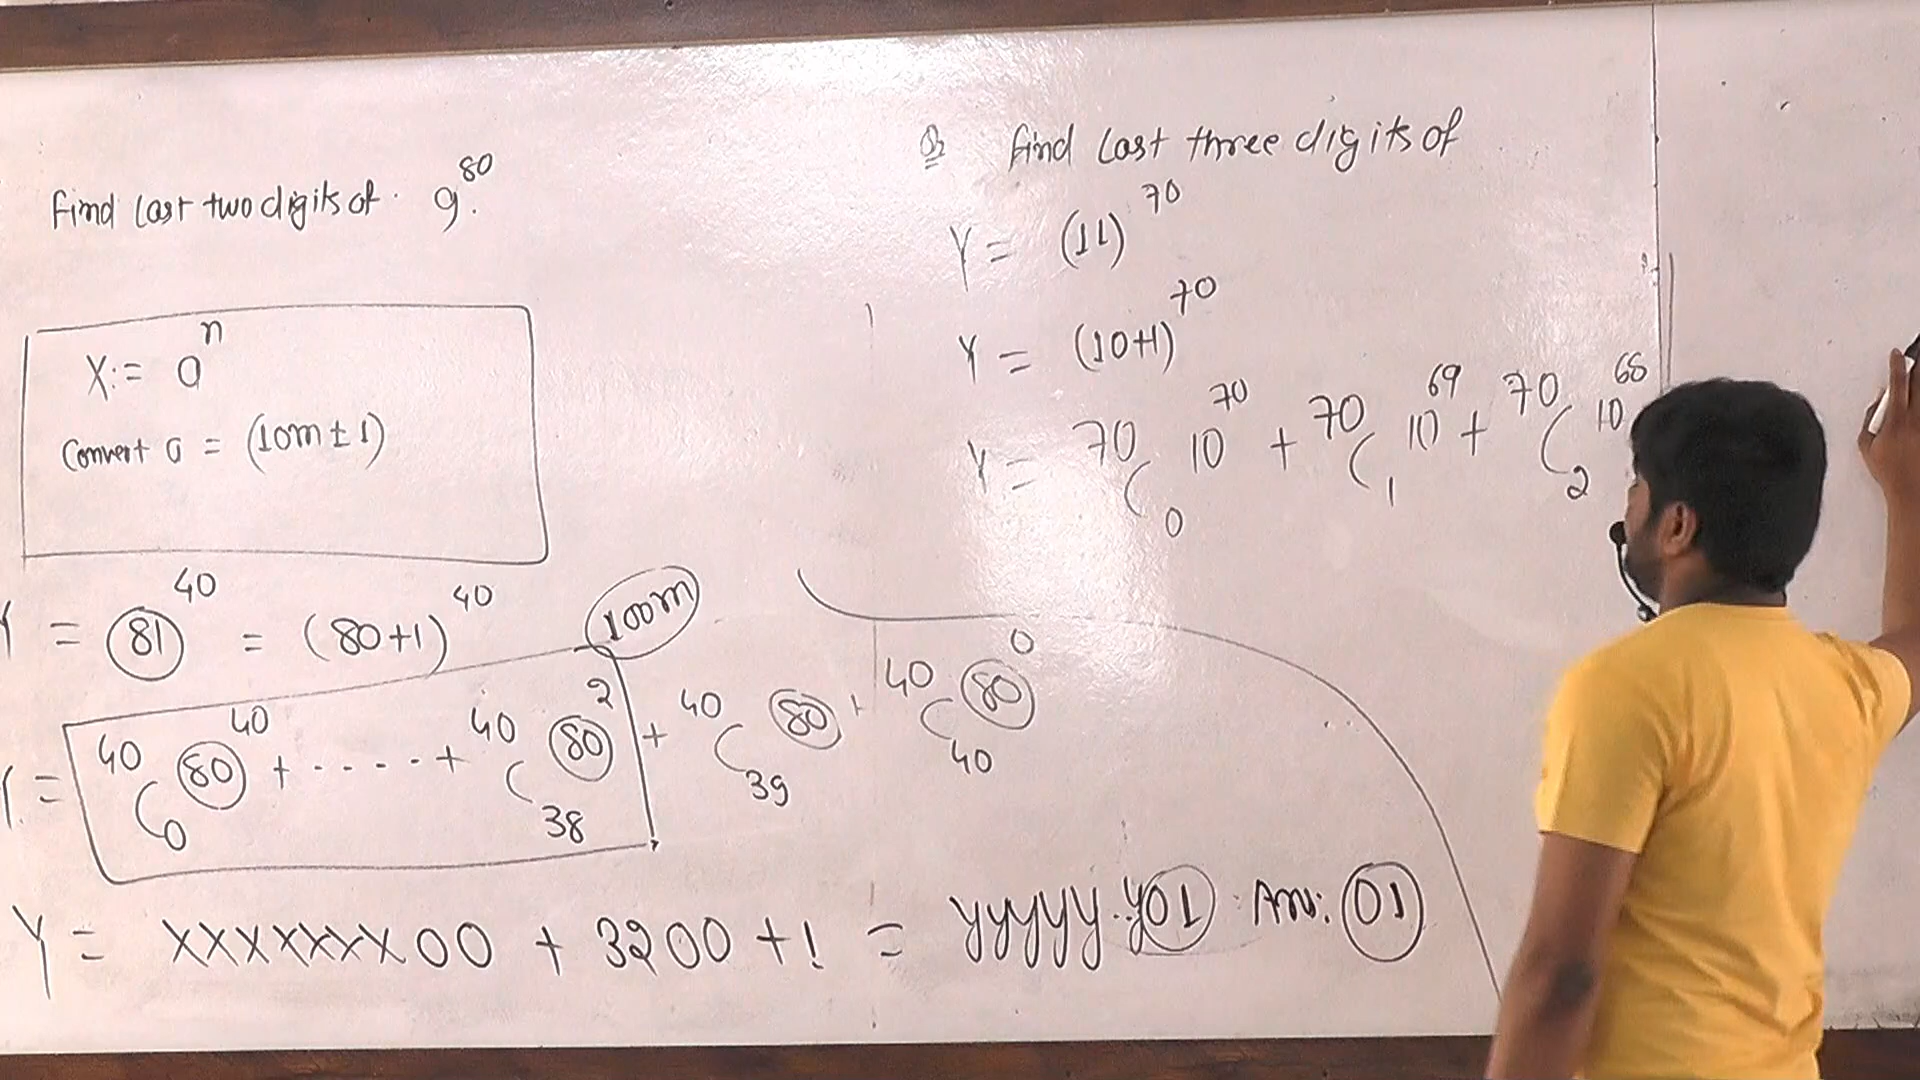 Find last two digits of. 9^80.
X:= a^n
Convert a = (10m ± 1)
Y = (81)^40 = (80+1)^40
100m
Y = 40C0 80^40 + ..... + 40C38 80^2 + 40C39 80 + 40C40 80^0
Y = XXXXXXX00 + 3200 + 1 = yyyyy..y01 Ans: 01
Q2 find last three digits of
Y = (11)^70
Y = (10+1)^70
Y = 70C0 10^70 + 70C1 10^69 + 70C2 10^68